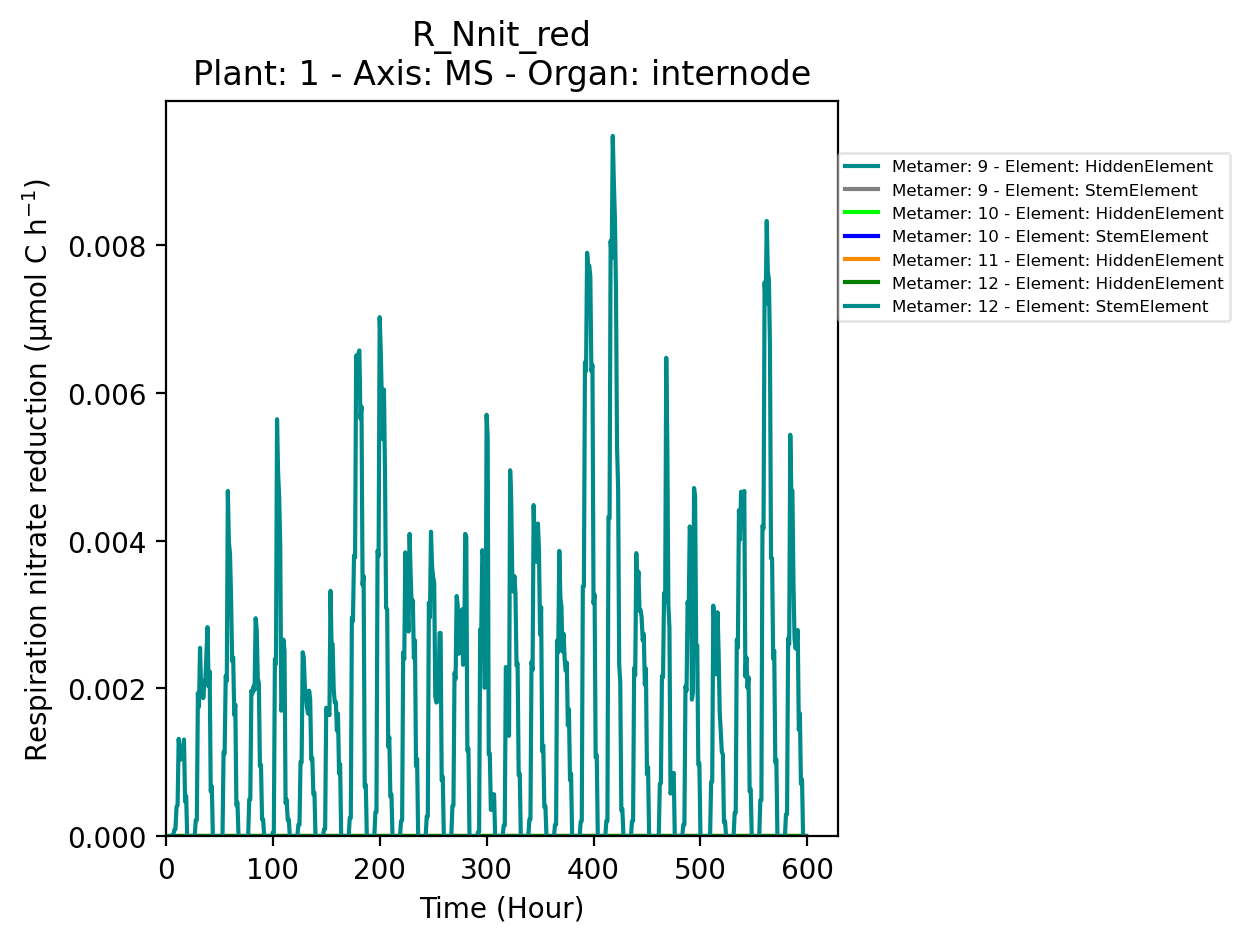 R_Nnit_red
Plant: 1 - Axis: MS - Organ: internode
Respiration nitrate reduction (µmol C h⁻¹)
0.008
0.006
0.004
0.002
0.000
0 100 200 300 400 500 600
Time (Hour)
Metamer: 9 - Element: HiddenElement
Metamer: 9 - Element: StemElement
Metamer: 10 - Element: HiddenElement
Metamer: 10 - Element: StemElement
Metamer: 11 - Element: HiddenElement
Metamer: 12 - Element: HiddenElement
Metamer: 12 - Element: StemElement